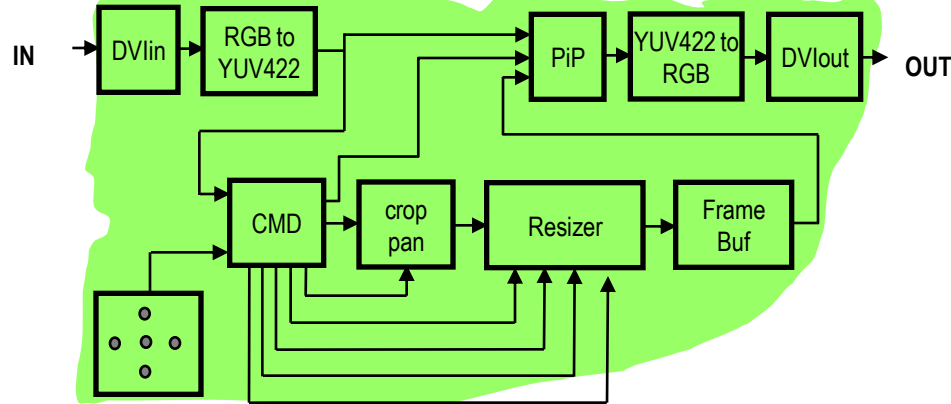 IN
DVIin
RGB to
YUV422
PiP
YUV422 to
RGB
DVIout
OUT
CMD
crop
pan
Resizer
Frame
Buf